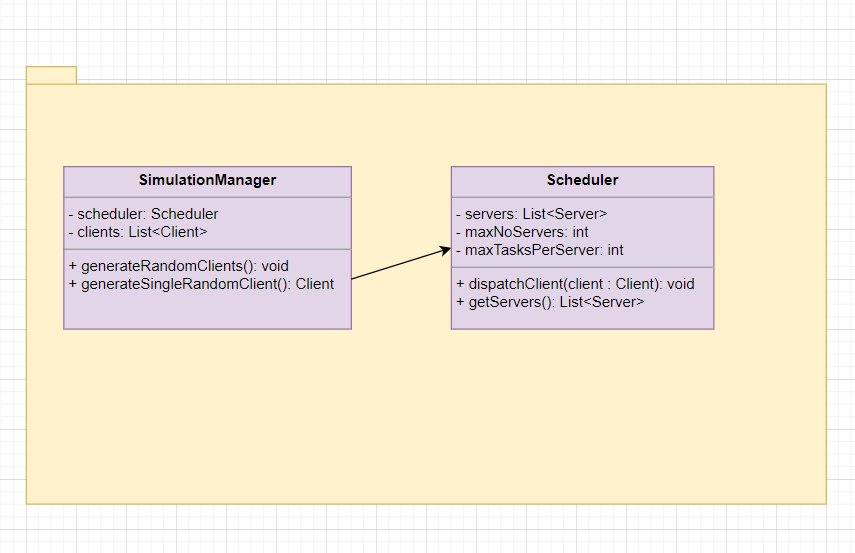 SimulationManager
- scheduler: Scheduler
- clients: List<Client>
+ generateRandomClients(): void
+ generateSingleRandomClient(): Client
Scheduler
- servers: List<Server>
- maxNoServers: int
- maxTasksPerServer: int
+ dispatchClient(client : Client): void
+ getServers(): List<Server>